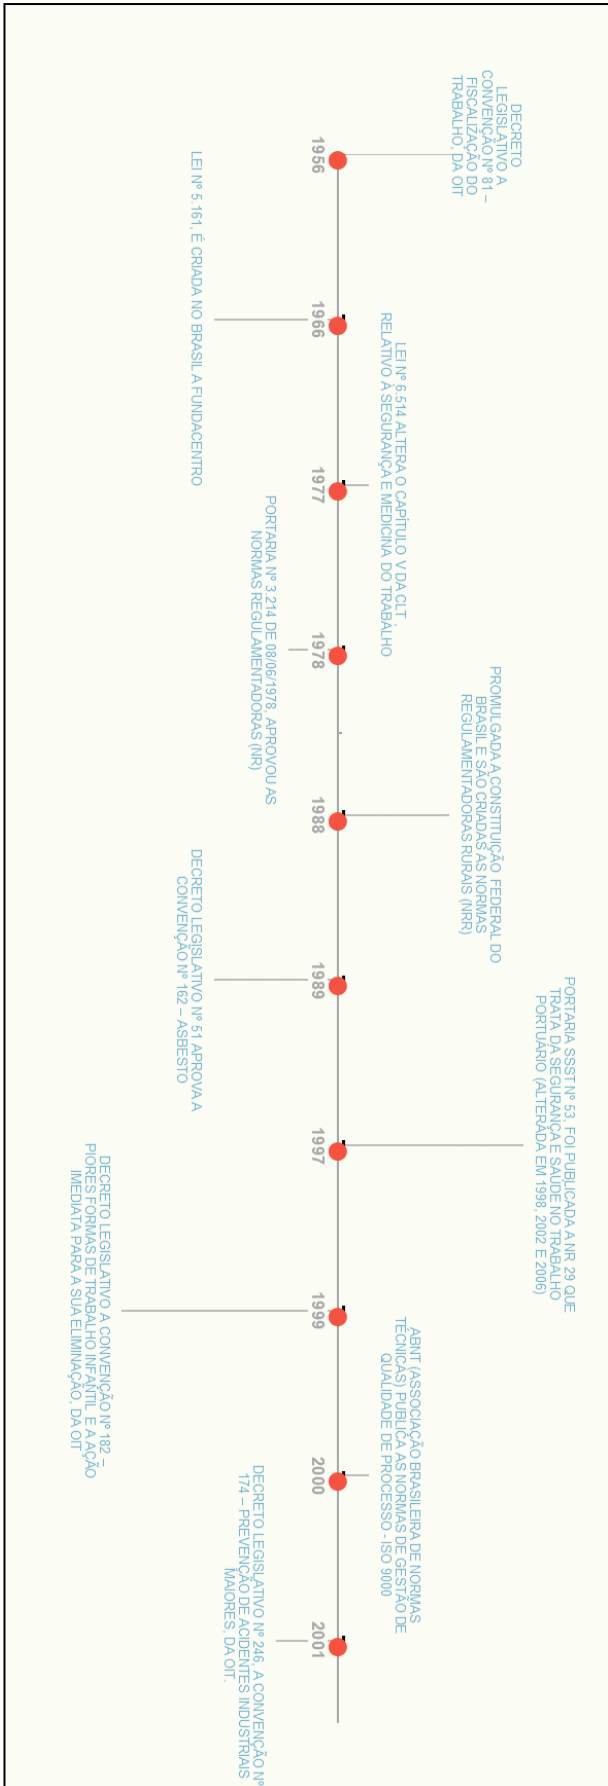 DECRETO
LEGISLATIVO A
CONVENÇÃO Nº 81 –
FISCALIZAÇÃO DO
TRABALHO, DA OIT
1956
LEI Nº 5.161, É CRIADA NO BRASIL A FUNDACENTRO
1966
LEI Nº 6.514 ALTERA O CAPÍTULO V DA CLT ,
RELATIVO À SEGURANÇA E MEDICINA DO TRABALHO
1977
PORTARIA Nº 3.214 DE 08/06/1978, APROVOU AS
NORMAS REGULAMENTADORAS (NR)
1978
PROMULGADA A CONSTITUIÇÃO FEDERAL DO
BRASIL E SÃO CRIADAS AS NORMAS
REGULAMENTADORAS RURAIS (NRR)
1988
DECRETO LEGISLATIVO Nº 51 APROVA A
CONVENÇÃO Nº 162 – ASBESTO
1989
PORTARIA SSST Nº 53, FOI PUBLICADA A NR 29 QUE
TRATA DA SEGURANÇA E SAÚDE NO TRABALHO
PORTUÁRIO (ALTERADA EM 1998, 2002 E 2006)
1997
DECRETO LEGISLATIVO A CONVENÇÃO Nº 182 –
PIORES FORMAS DE TRABALHO INFANTIL E A AÇÃO
IMEDIATA PARA A SUA ELIMINAÇÃO, DA OIT
1999
ABNT (ASSOCIAÇÃO BRASILEIRA DE NORMAS
TÉCNICAS) PUBLICA AS NORMAS DE GESTÃO DE
QUALIDADE DE PROCESSO - ISO 9000
2000
DECRETO LEGISLATIVO Nº 246, A CONVENÇÃO Nº
174 – PREVENÇÃO DE ACIDENTES INDUSTRIAIS
MAIORES, DA OIT.
2001